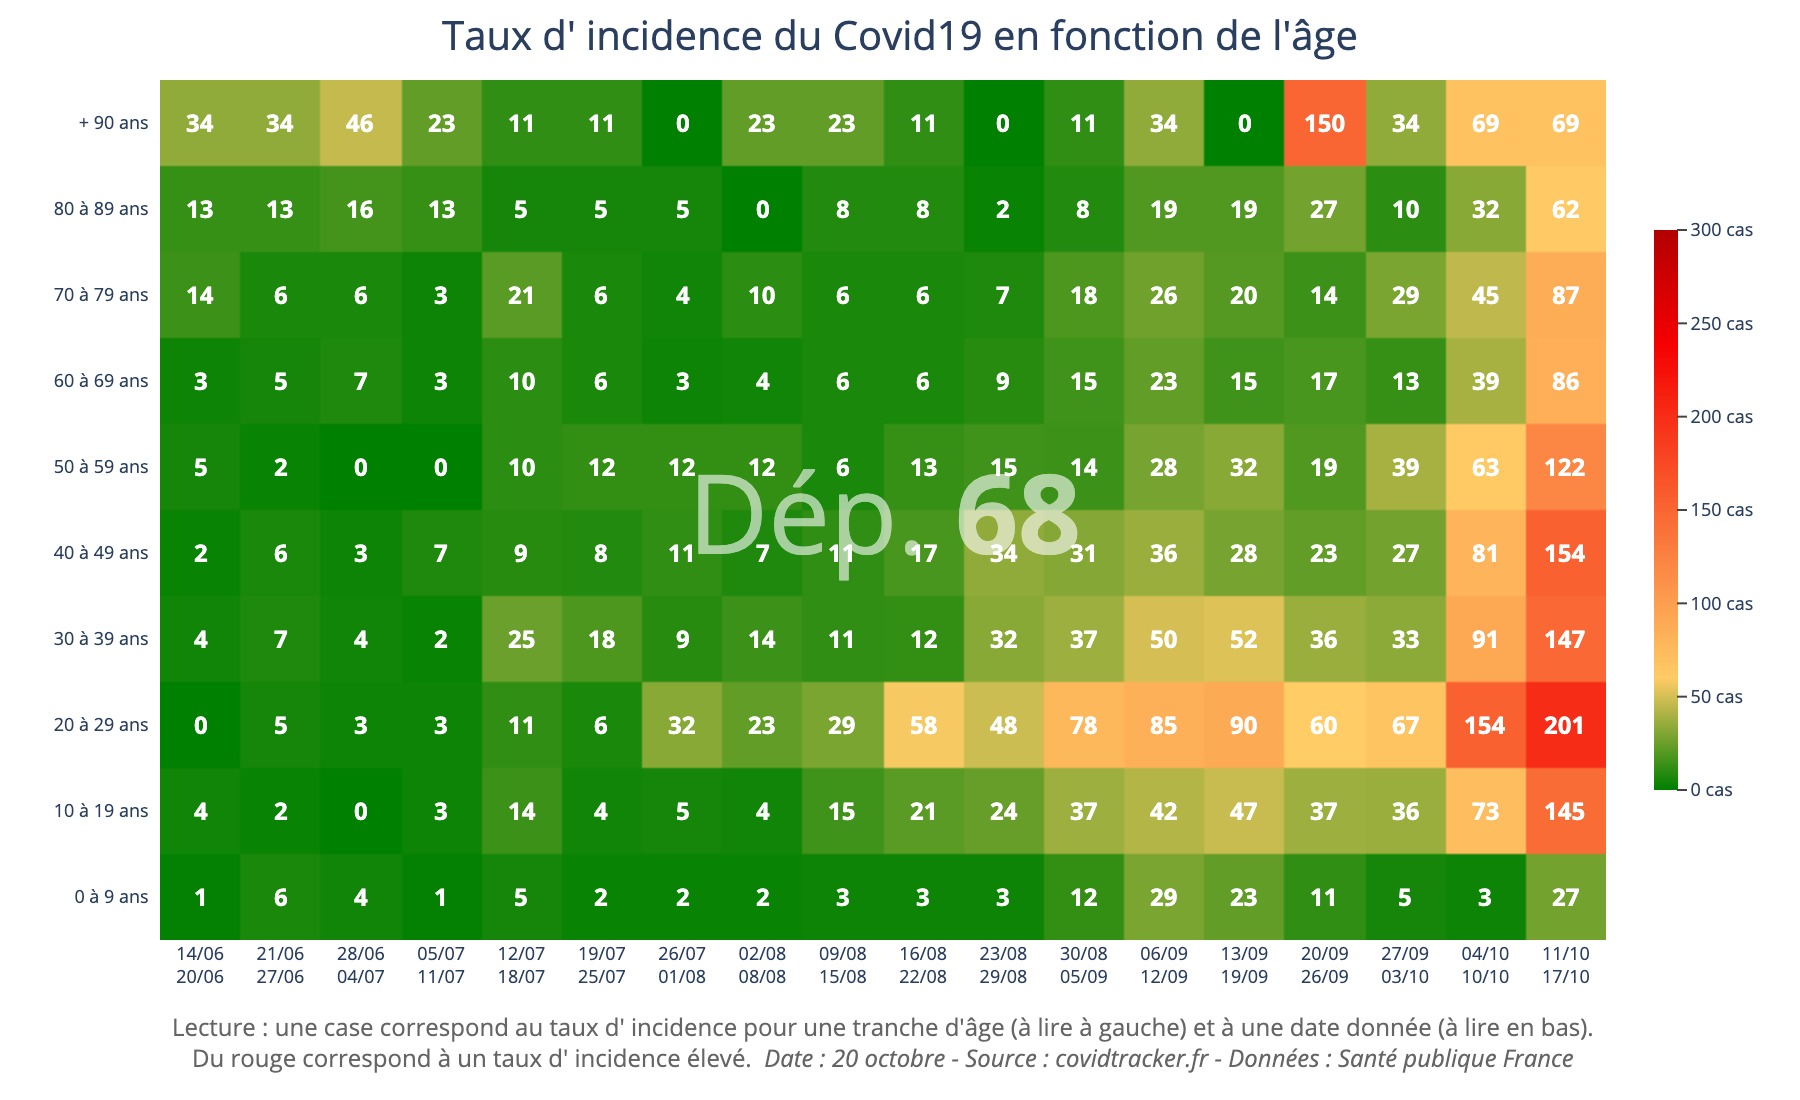 Taux d' incidence du Covid19 en fonction de l'âge
+ 90 ans 34 34 46 23 11 11 0 23 23 11 0 11 34 0 150 34 69 69
80 à 89 ans 13 13 16 13 5 5 5 0 8 8 2 8 19 19 27 10 32 62
300 cas
70 à 79 ans 14 6 6 3 21 6 4 10 6 6 7 18 26 20 14 29 45 87
250 cas
60 à 69 ans 3 5 7 3 10 6 3 4 6 6 9 15 23 15 17 13 39 86
200 cas
50 à 59 ans 5 2 0 0 10 12 12 12 6 13 15 14 28 32 19 39 63 122
Dép. 68
150 cas
40 à 49 ans 2 6 3 7 9 8 11 7 11 17 34 31 36 28 23 27 81 154
100 cas
30 à 39 ans 4 7 4 2 25 18 9 14 11 12 32 37 50 52 36 33 91 147
50 cas
20 à 29 ans 0 5 3 3 11 6 32 23 29 58 48 78 85 90 60 67 154 201
0 cas
10 à 19 ans 4 2 0 3 14 4 5 4 15 21 24 37 42 47 37 36 73 145
0 à 9 ans 1 6 4 1 5 2 2 2 3 3 3 12 29 23 11 5 3 27
14/06 21/06 28/06 05/07 12/07 19/07 26/07 02/08 09/08 16/08 23/08 30/08 06/09 13/09 20/09 27/09 04/10 11/10
20/06 27/06 04/07 11/07 18/07 25/07 01/08 08/08 15/08 22/08 29/08 05/09 12/09 19/09 26/09 03/10 10/10 17/10
Lecture : une case correspond au taux d' incidence pour une tranche d'âge (à lire à gauche) et à une date donnée (à lire en bas).
Du rouge correspond à un taux d' incidence élevé. Date : 20 octobre - Source : covidtracker.fr - Données : Santé publique France